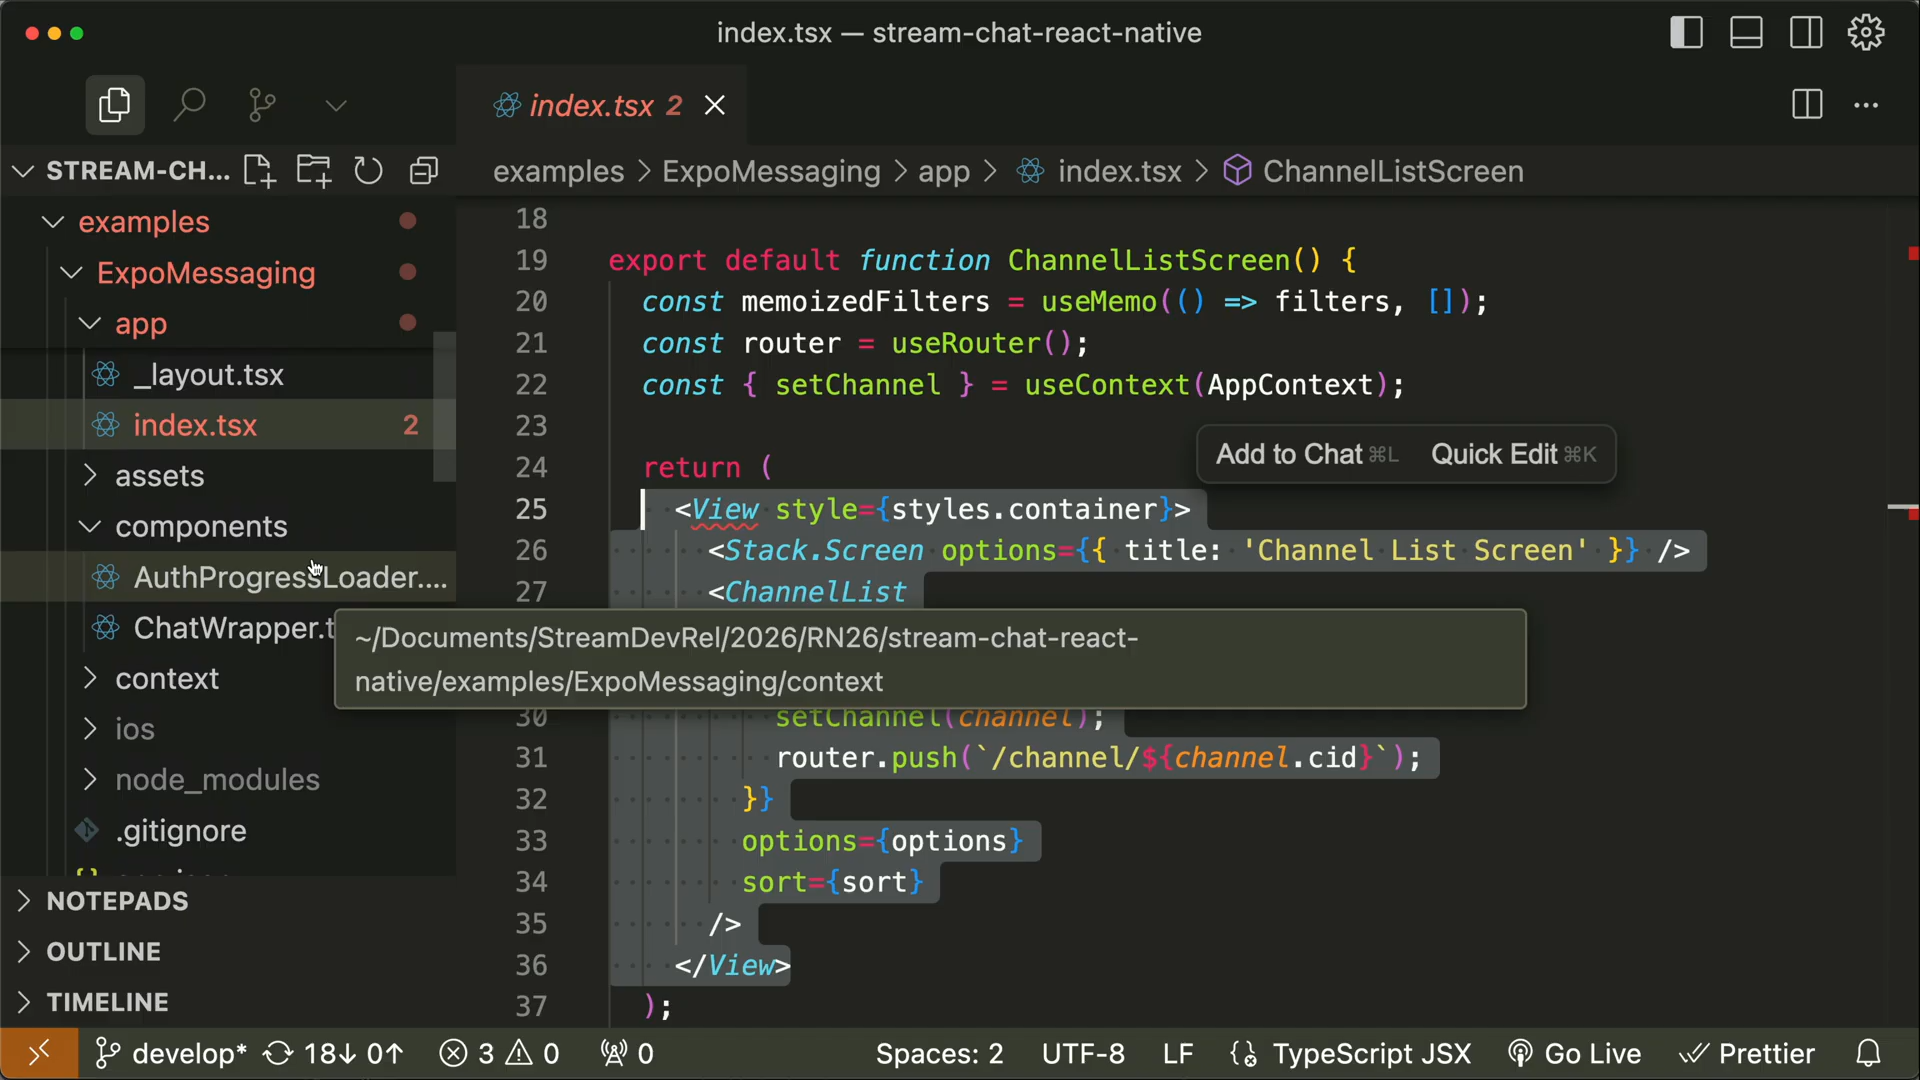 index.tsx — stream-chat-react-native
index.tsx 2
STREAM-CH...
examples > ExpoMessaging > app > index.tsx > ChannelListScreen
examples
ExpoMessaging
app
_layout.tsx
index.tsx 2
assets
components
AuthProgressLoader....
ChatWrapper.t
context
ios
node_modules
.gitignore
NOTEPADS
OUTLINE
TIMELINE
18
19 export default function ChannelListScreen() {
20 const memoizedFilters = useMemo(() => filters, []);
21 const router = useRouter();
22 const { setChannel } = useContext(AppContext);
23
Add to Chat ⌘L Quick Edit ⌘K
24 return (
25 <View style={styles.container}>
26 <Stack.Screen options={{ title: 'Channel List Screen' }} />
27 <ChannelList
~/Documents/StreamDevRel/2026/RN26/stream-chat-react-
native/examples/ExpoMessaging/context
30 setChannel(channel);
31 router.push(`/channel/${channel.cid}`);
32 }}
33 options={options}
34 sort={sort}
35 />
36 </View>
37 );
develop* 18↓ 0↑ 3 0 0 Spaces: 2 UTF-8 LF TypeScript JSX Go Live Prettier